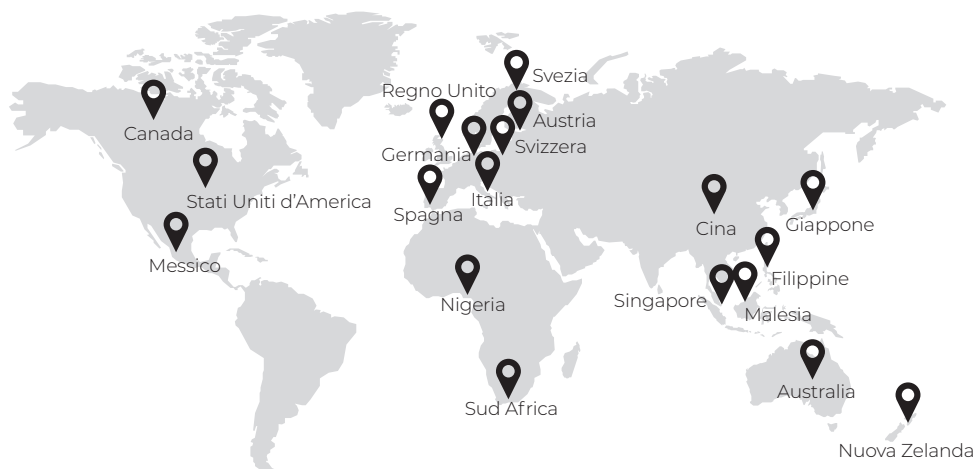 Svezia
Regno Unito
Austria
Canada
Svizzera
Germania
Italia
Stati Uniti d'America
Spagna
Giappone
Cina
Messico
Filippine
Singapore
Nigeria
Malesia
Australia
Sud Africa
Nuova Zelanda